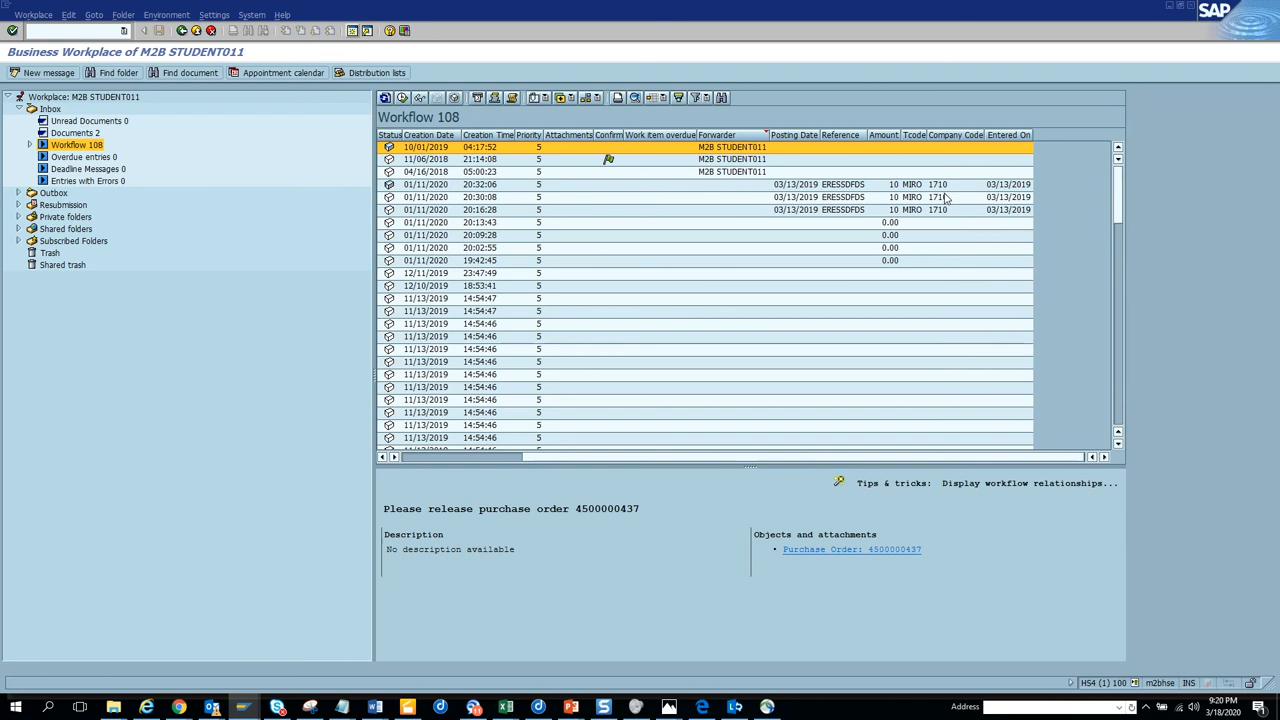 Workplace Edit Goto Folder Environment Settings System Help
SAP
Business Workplace of M2B STUDENT011
New message Find folder Find document Appointment calendar Distribution lists
Workplace: M2B STUDENT011
Inbox
Unread Documents 0
Documents 2
Workflow 108
Overdue entries 0
Deadline Messages 0
Entries with Errors 0
Outbox
Resubmission
Private folders
Shared folders
Subscribed Folders
Trash
Shared trash
Workflow 108
Status Creation Date Creation Time Priority Attachments Confirm Work item overdue Forwarder Posting Date Reference Amount Tcode Company Code Entered On
10/01/2019 04:17:52 5 M2B STUDENT011
11/06/2018 21:14:08 5 M2B STUDENT011
04/16/2018 05:00:23 5 M2B STUDENT011
01/11/2020 20:32:06 5 03/13/2019 ERESSDFDS 10 MIRO 1710 03/13/2019
01/11/2020 20:30:08 5 03/13/2019 ERESSDFDS 10 MIRO 1710 03/13/2019
01/11/2020 20:16:28 5 03/13/2019 ERESSDFDS 10 MIRO 1710 03/13/2019
01/11/2020 20:13:43 5 0.00
01/11/2020 20:09:28 5 0.00
01/11/2020 20:02:55 5 0.00
01/11/2020 19:42:45 5 0.00
12/11/2019 23:47:49 5
12/10/2019 18:53:41 5
11/13/2019 14:54:47 5
11/13/2019 14:54:47 5
11/13/2019 14:54:46 5
11/13/2019 14:54:46 5
11/13/2019 14:54:46 5
11/13/2019 14:54:46 5
11/13/2019 14:54:46 5
11/13/2019 14:54:46 5
11/13/2019 14:54:46 5
11/13/2019 14:54:46 5
11/13/2019 14:54:46 5
11/13/2019 14:54:46 5
11/13/2019 14:54:46 5
Tips & tricks: Display workflow relationships...
Please release purchase order 4500000437
Description
No description available
Objects and attachments
• Purchase Order: 4500000437
HS4 (1) 100 m2bhse INS
Address
9:20 PM
3/18/2020